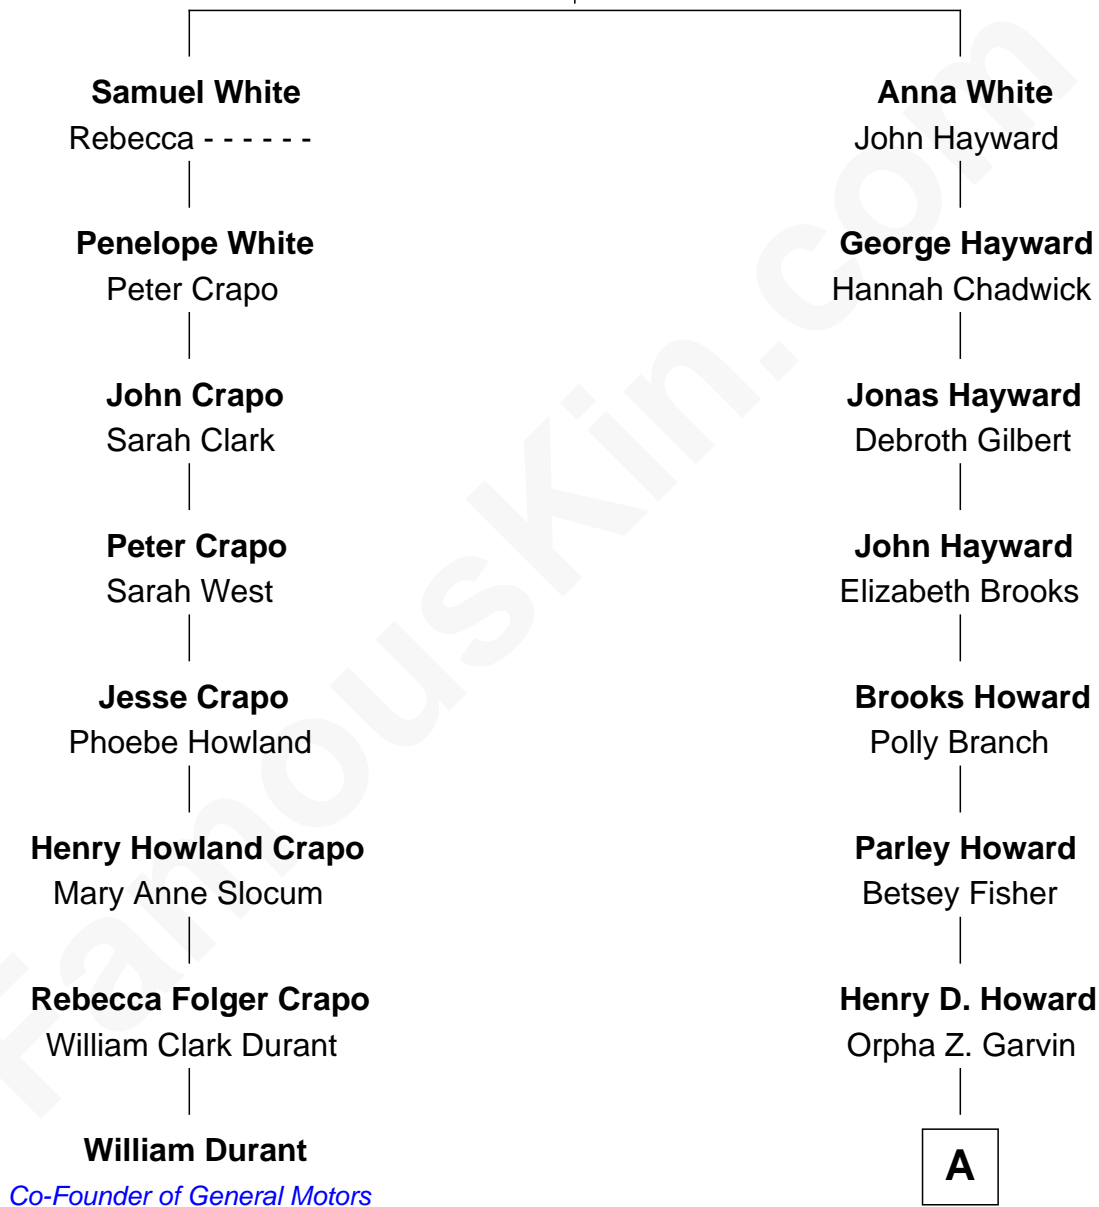 Samuel White
Rebecca - - - - - -
Penelope White
Peter Crapo
John Crapo
Sarah Clark
Peter Crapo
Sarah West
Jesse Crapo
Phoebe Howland
Henry Howland Crapo
Mary Anne Slocum
Rebecca Folger Crapo
William Clark Durant
William Durant
Co-Founder of General Motors
Anna White
John Hayward
George Hayward
Hannah Chadwick
Jonas Hayward
Debroth Gilbert
John Hayward
Elizabeth Brooks
Brooks Howard
Polly Branch
Parley Howard
Betsey Fisher
Henry D. Howard
Orpha Z. Garvin
A
FamousKin.com